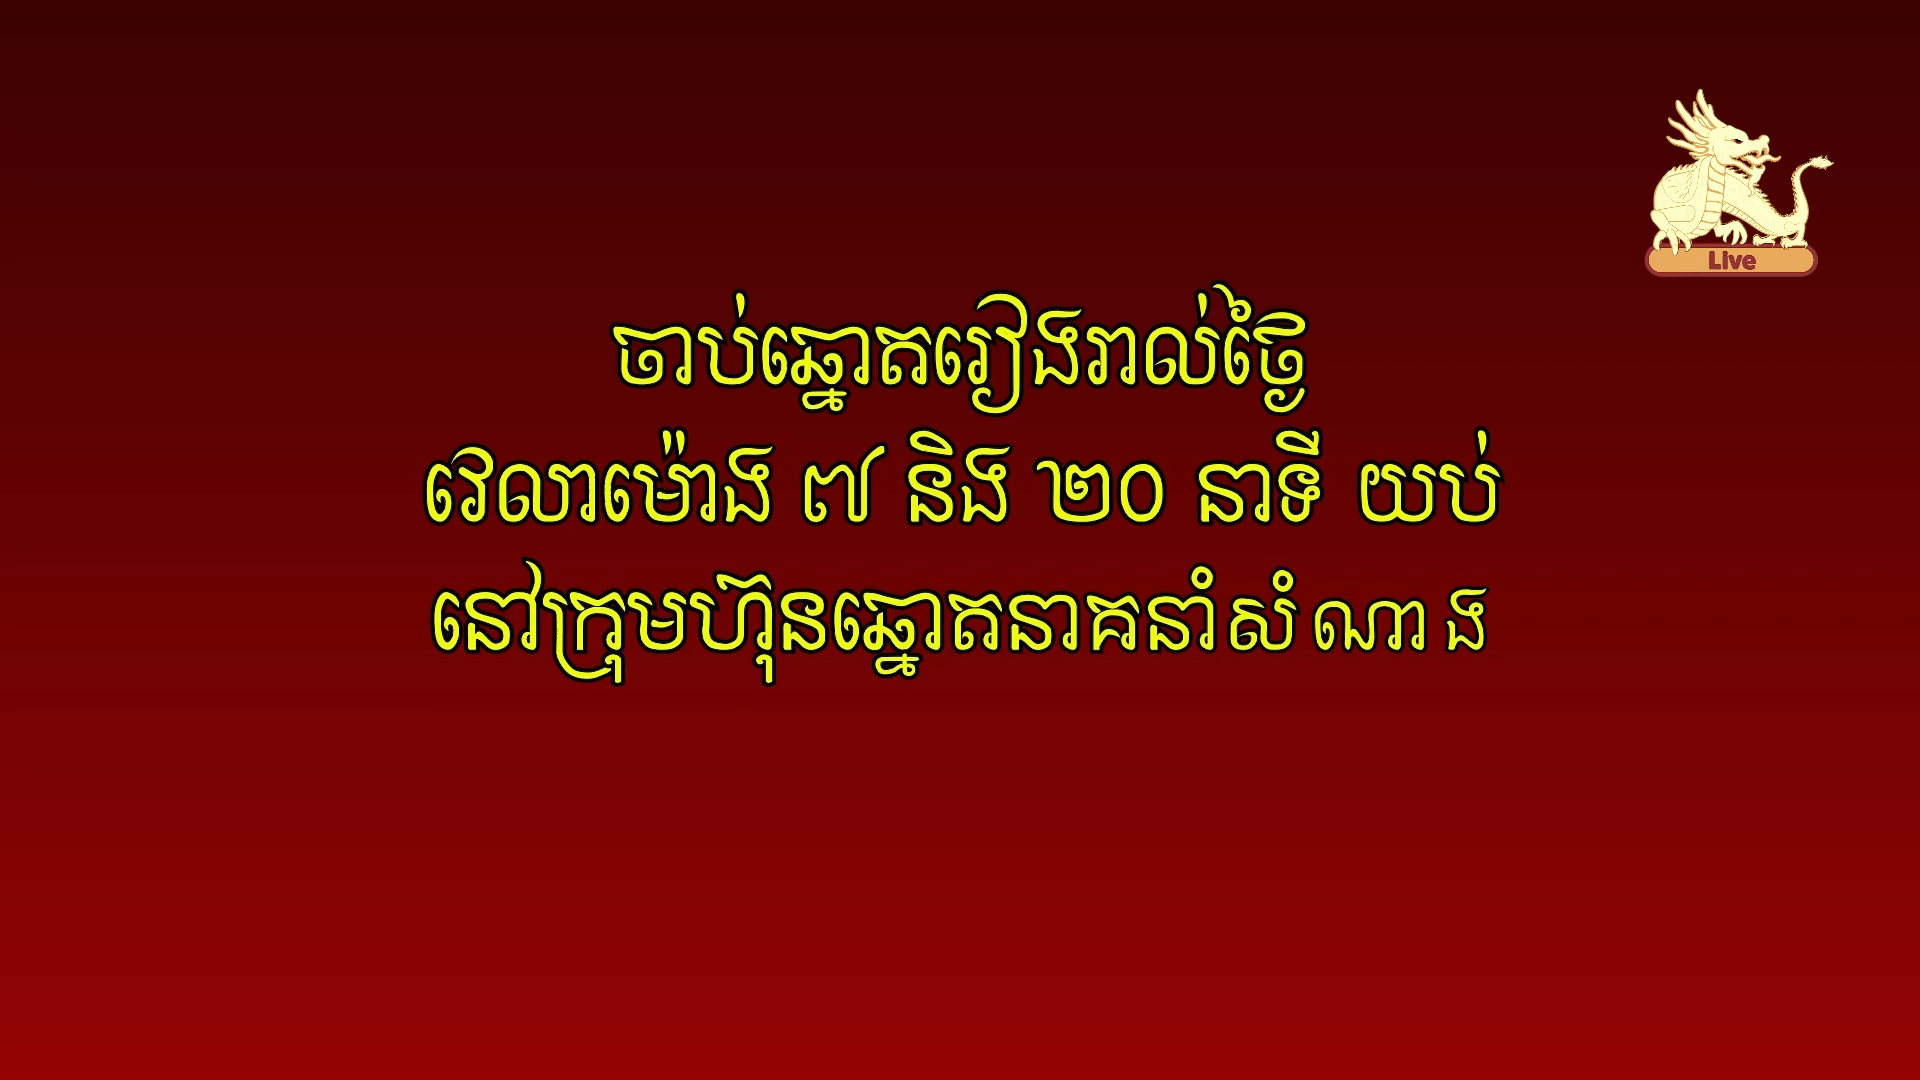 Live
ចាប់ឆ្នោតរៀងរាល់ថ្ងៃ
វេលាម៉ោង ៧ និង ២០ នាទី យប់
នៅក្រុមហ៊ុនឆ្នោតនាគនាំសំណាង